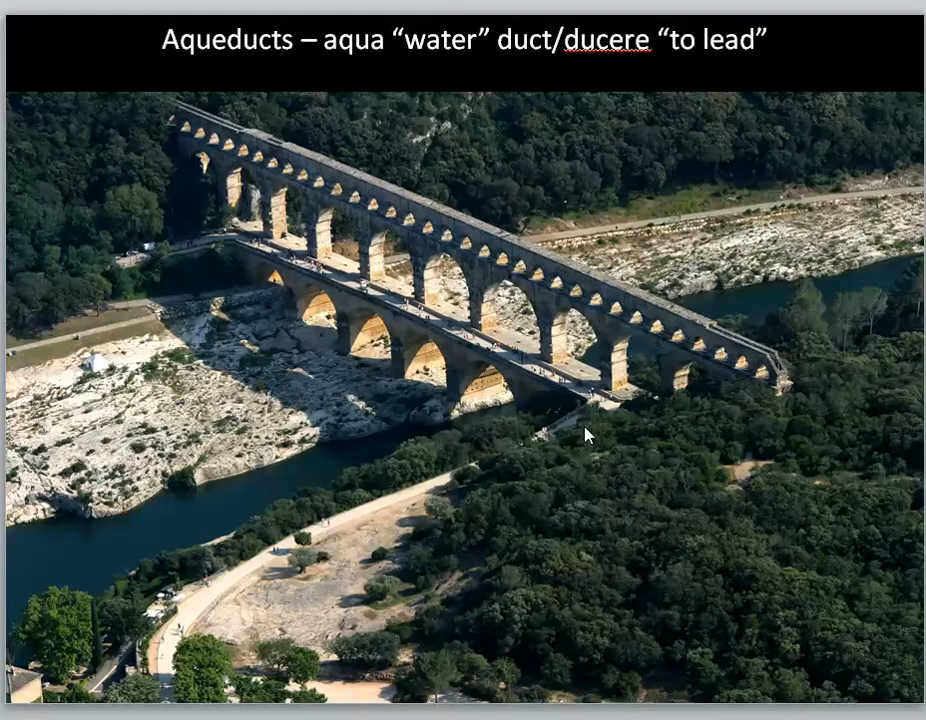 Aqueducts – aqua “water” duct/ducere “to lead”